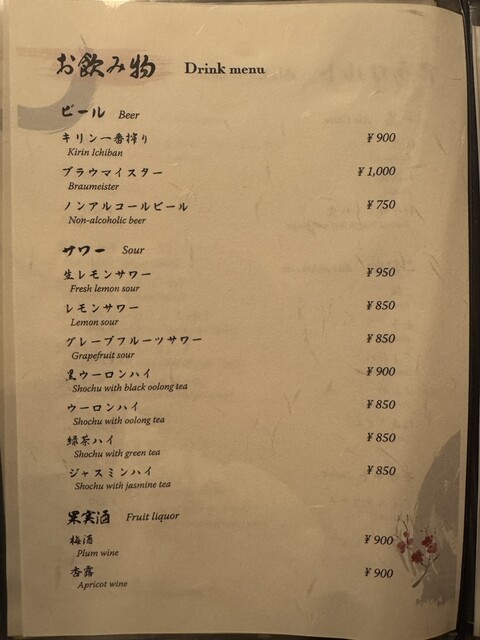 お飲み物 Drink menu
ビール Beer
キリン一番搾り ¥900
Kirin Ichiban
ブラウマイスター ¥1,000
Braumeister
ノンアルコールビール ¥750
Non-alcoholic beer
サワー Sour
生レモンサワー ¥950
Fresh lemon sour
レモンサワー ¥850
Lemon sour
グレープフルーツサワー ¥850
Grapefruit sour
黒ウーロンハイ ¥900
Shochu with black oolong tea
ウーロンハイ ¥850
Shochu with oolong tea
緑茶ハイ ¥850
Shochu with green tea
ジャスミンハイ ¥850
Shochu with jasmine tea
果実酒 Fruit liquor
梅酒 ¥900
Plum wine
杏露 ¥900
Apricot wine